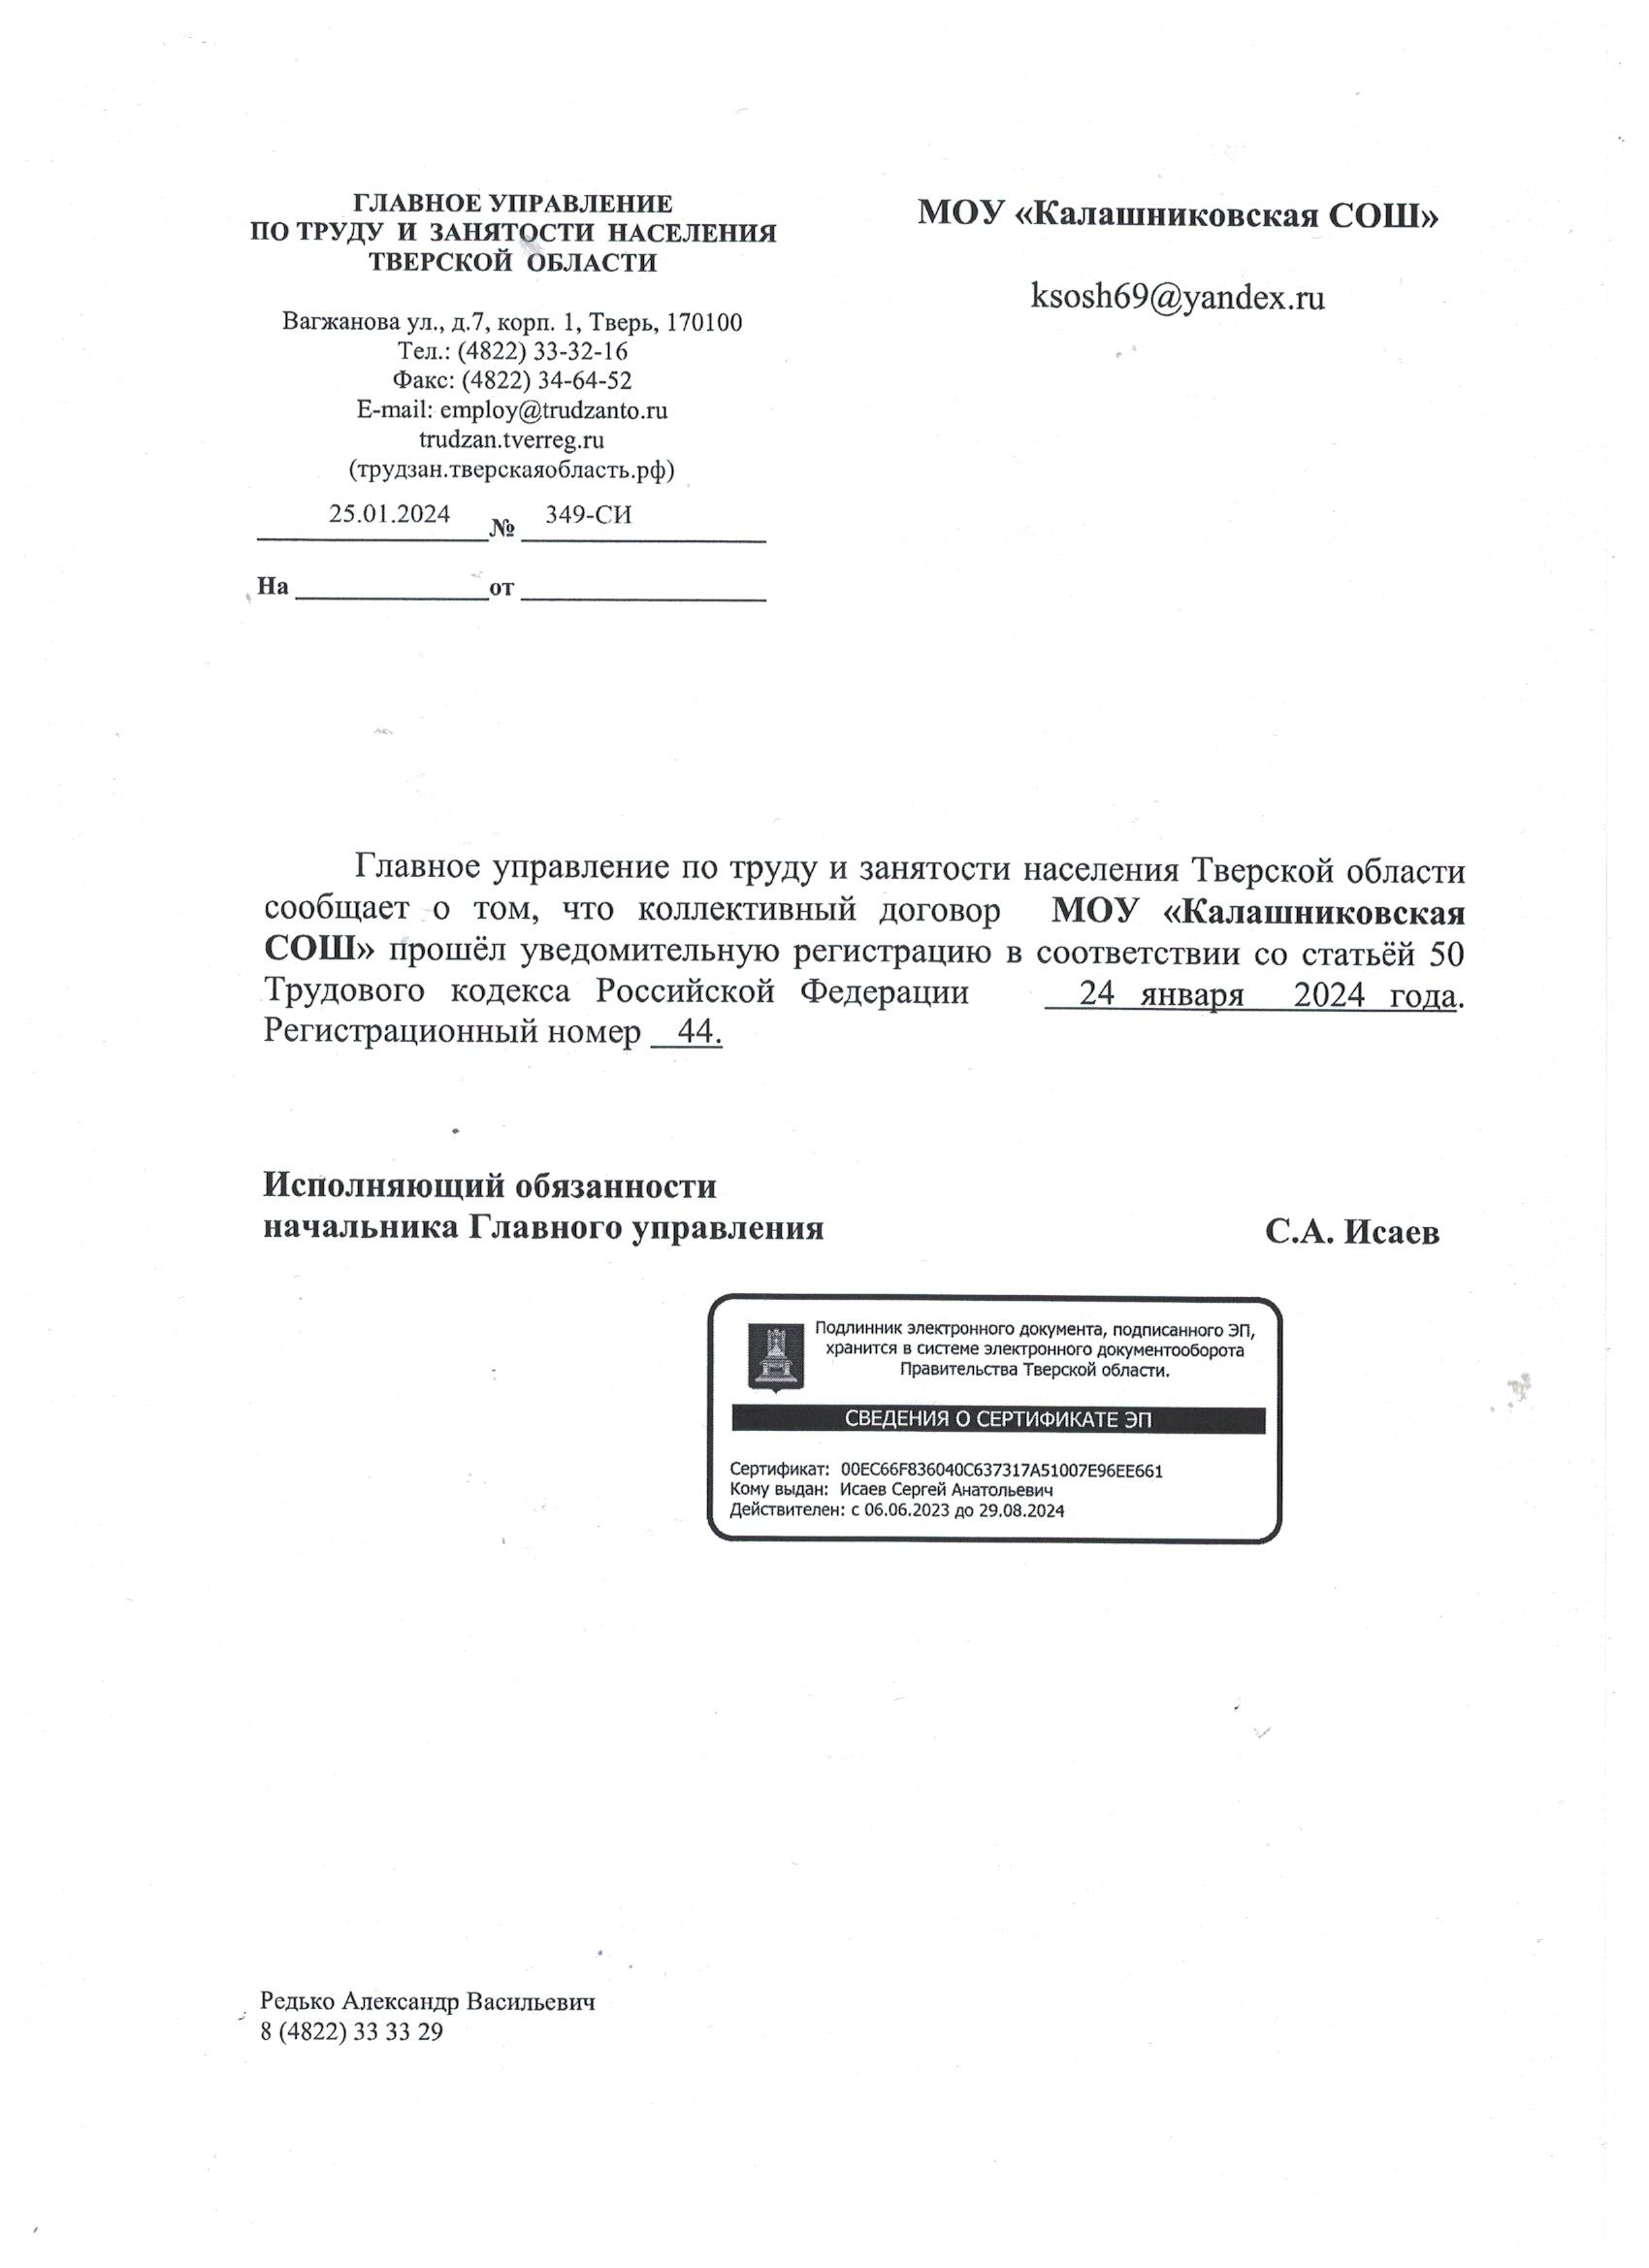 ГЛАВНОЕ УПРАВЛЕНИЕ
ПО ТРУДУ И ЗАНЯТОСТИ НАСЕЛЕНИЯ
ТВЕРСКОЙ ОБЛАСТИ
Вагжанова ул., д.7, корп. 1, Тверь, 170100
Тел.: (4822) 33-32-16
Факс: (4822) 34-64-52
E-mail: employ@trudzanto.ru
trudzan.tverreg.ru
(трудзан.тверскаяобласть.рф)
25.01.2024 № 349-СИ
На от
МОУ «Калашниковская СОШ»
ksosh69@yandex.ru
Главное управление по труду и занятости населения Тверской области
сообщает о том, что коллективный договор МОУ «Калашниковская
СОШ» прошёл уведомительную регистрацию в соответствии со статьёй 50
Трудового кодекса Российской Федерации 24 января 2024 года.
Регистрационный номер 44.
Исполняющий обязанности
начальника Главного управления С.А. Исаев
Подлинник электронного документа, подписанного ЭП,
хранится в системе электронного документооборота
Правительства Тверской области.
СВЕДЕНИЯ О СЕРТИФИКАТЕ ЭП
Сертификат: 00EC66F836040C637317A51007E96EE661
Кому выдан: Исаев Сергей Анатольевич
Действителен: с 06.06.2023 до 29.08.2024
Редько Александр Васильевич
8 (4822) 33 33 29